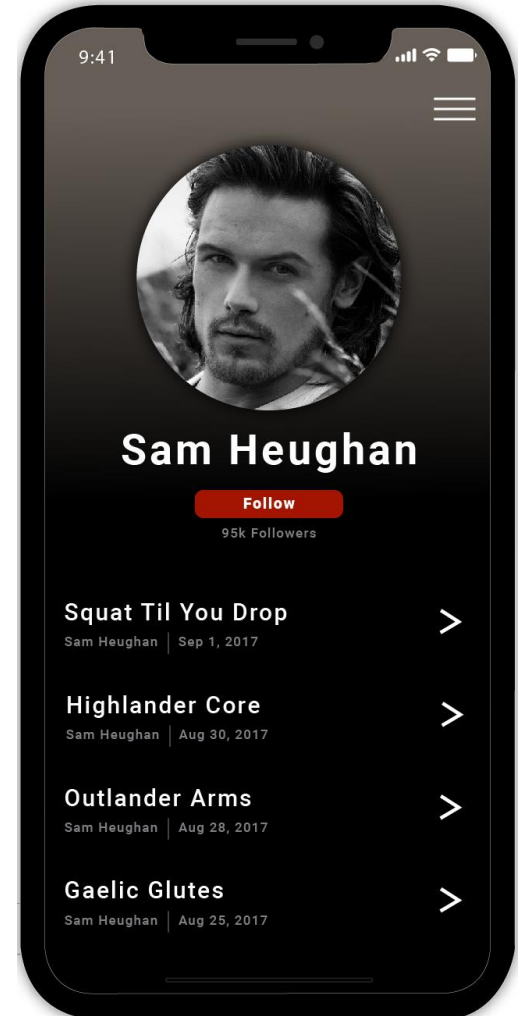 9:41
Sam Heughan
Follow
95k Followers
Squat Til You Drop
Sam Heughan | Sep 1, 2017
Highlander Core
Sam Heughan | Aug 30, 2017
Outlander Arms
Sam Heughan | Aug 28, 2017
Gaelic Glutes
Sam Heughan | Aug 25, 2017